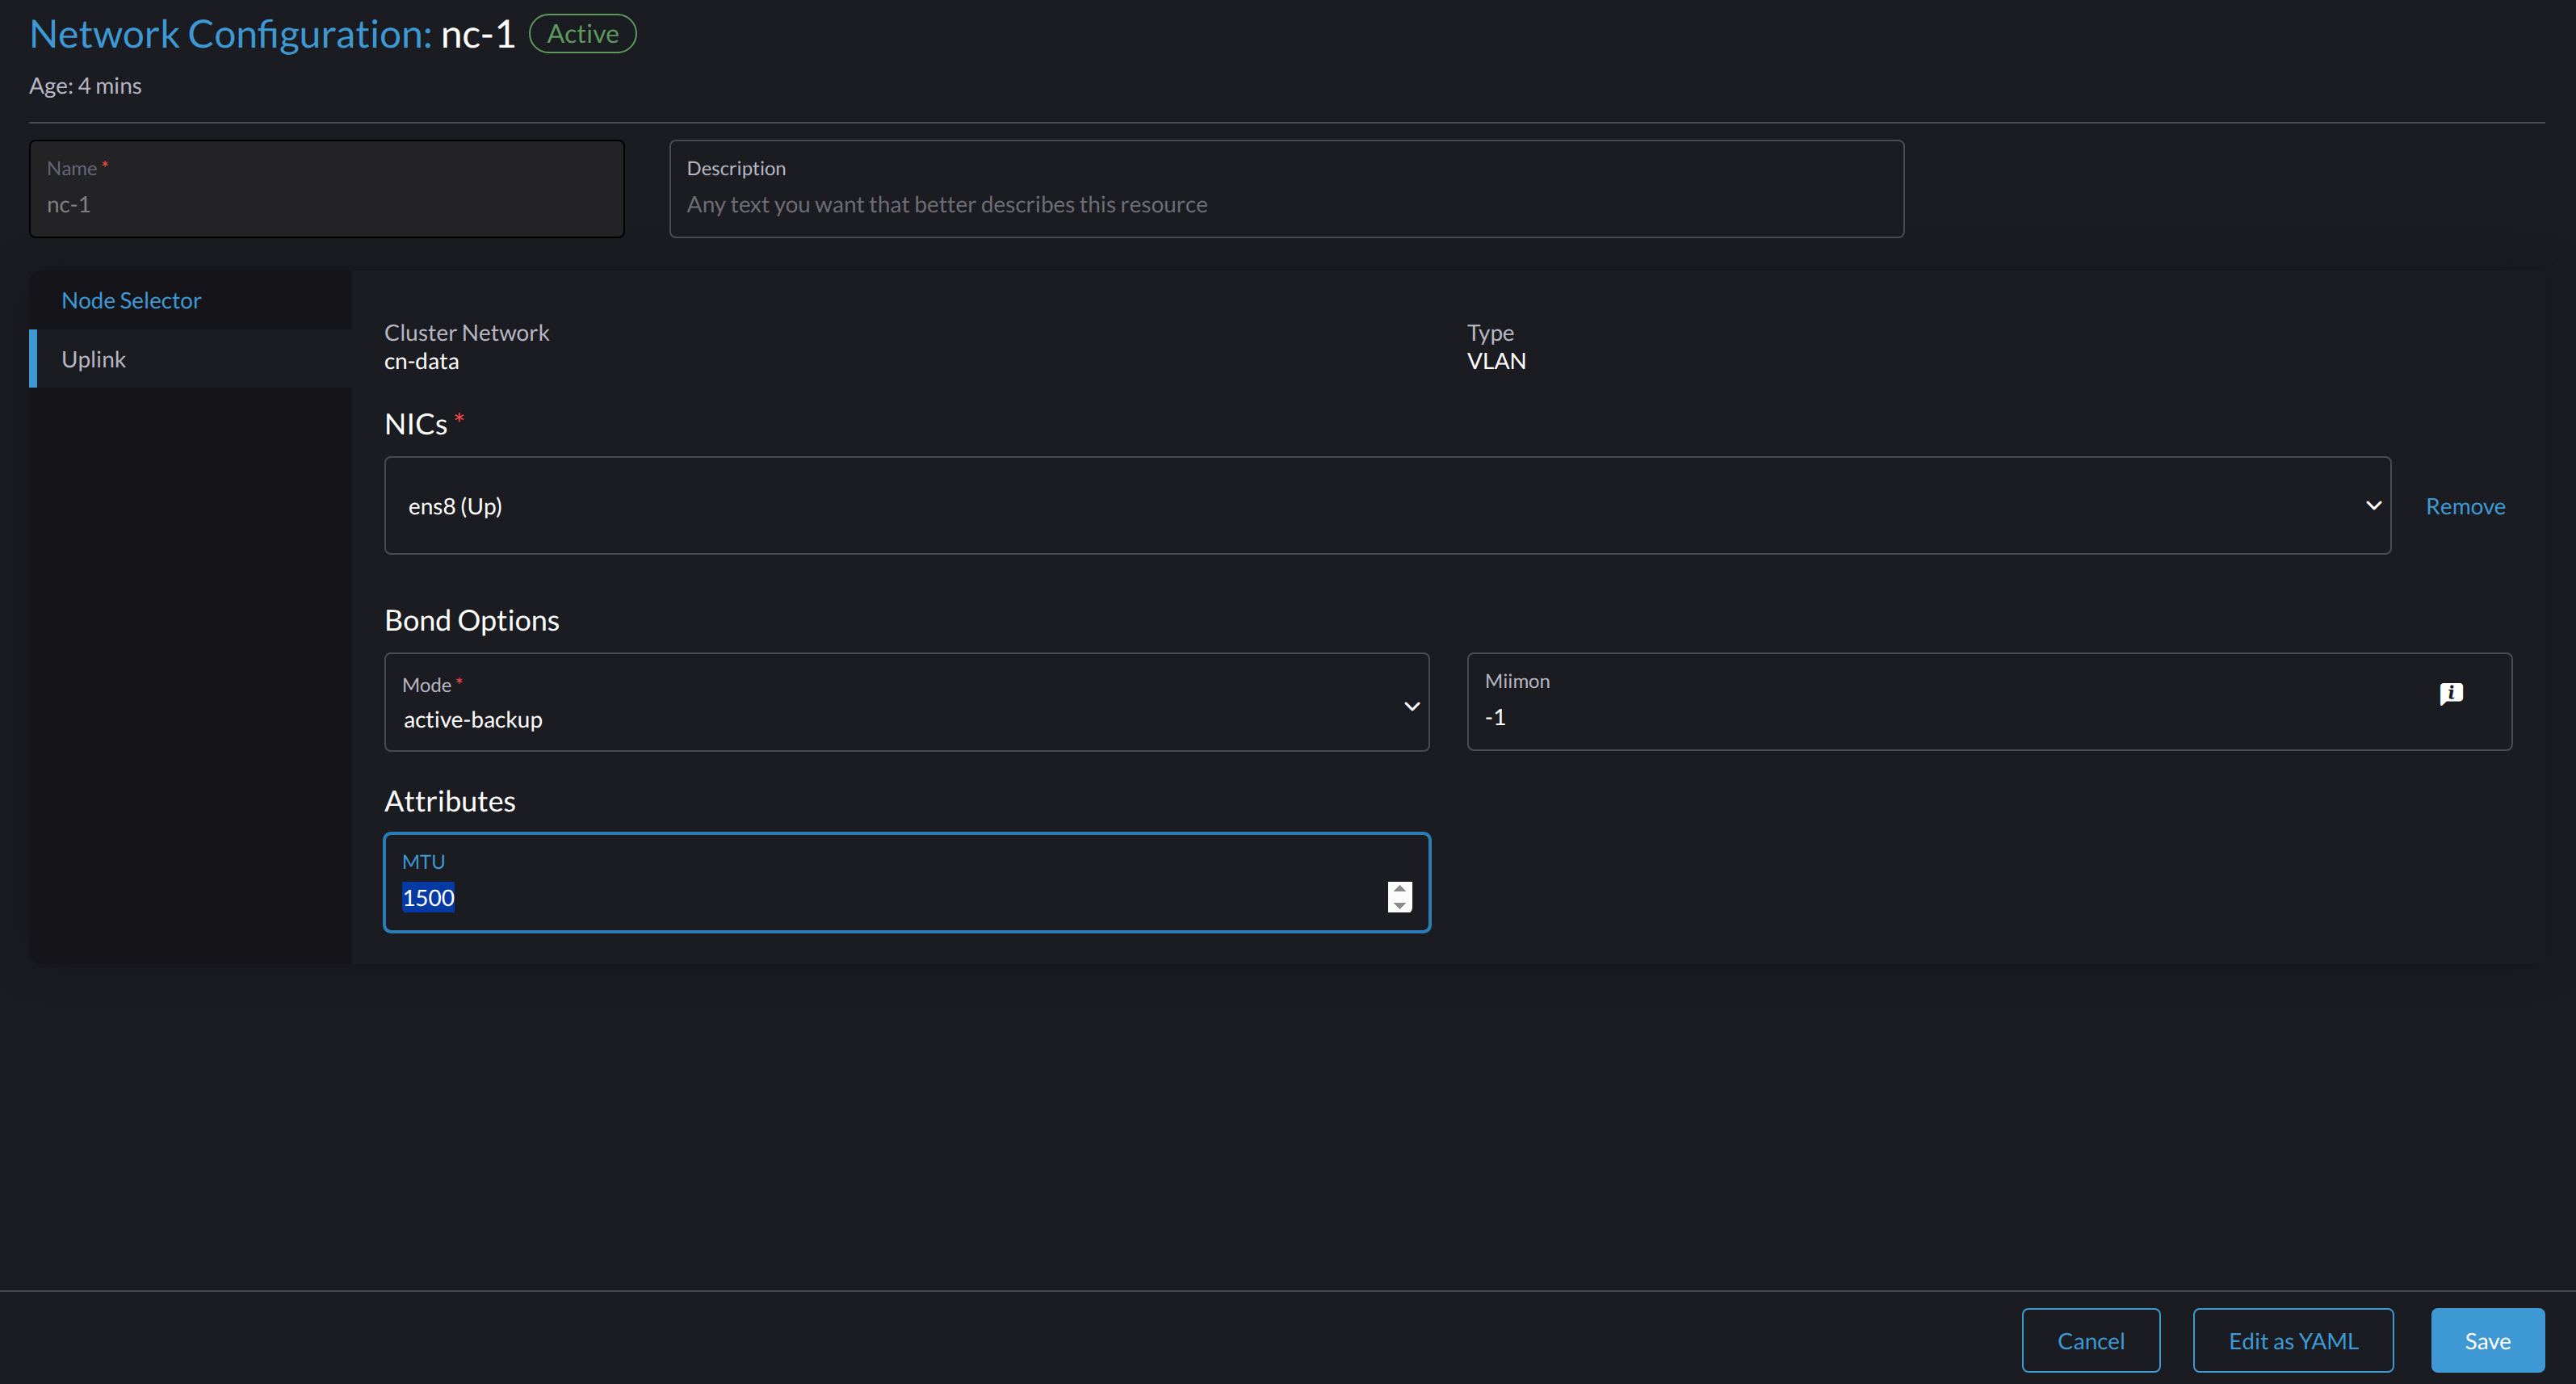 Network Configuration: nc-1 Active
Age: 4 mins
Name *
nc-1
Description
Any text you want that better describes this resource
Node Selector
Uplink
Cluster Network
cn-data
Type
VLAN
NICs *
ens8 (Up)
Remove
Bond Options
Mode *
active-backup
Miimon
-1
Attributes
MTU
1500
Cancel
Edit as YAML
Save